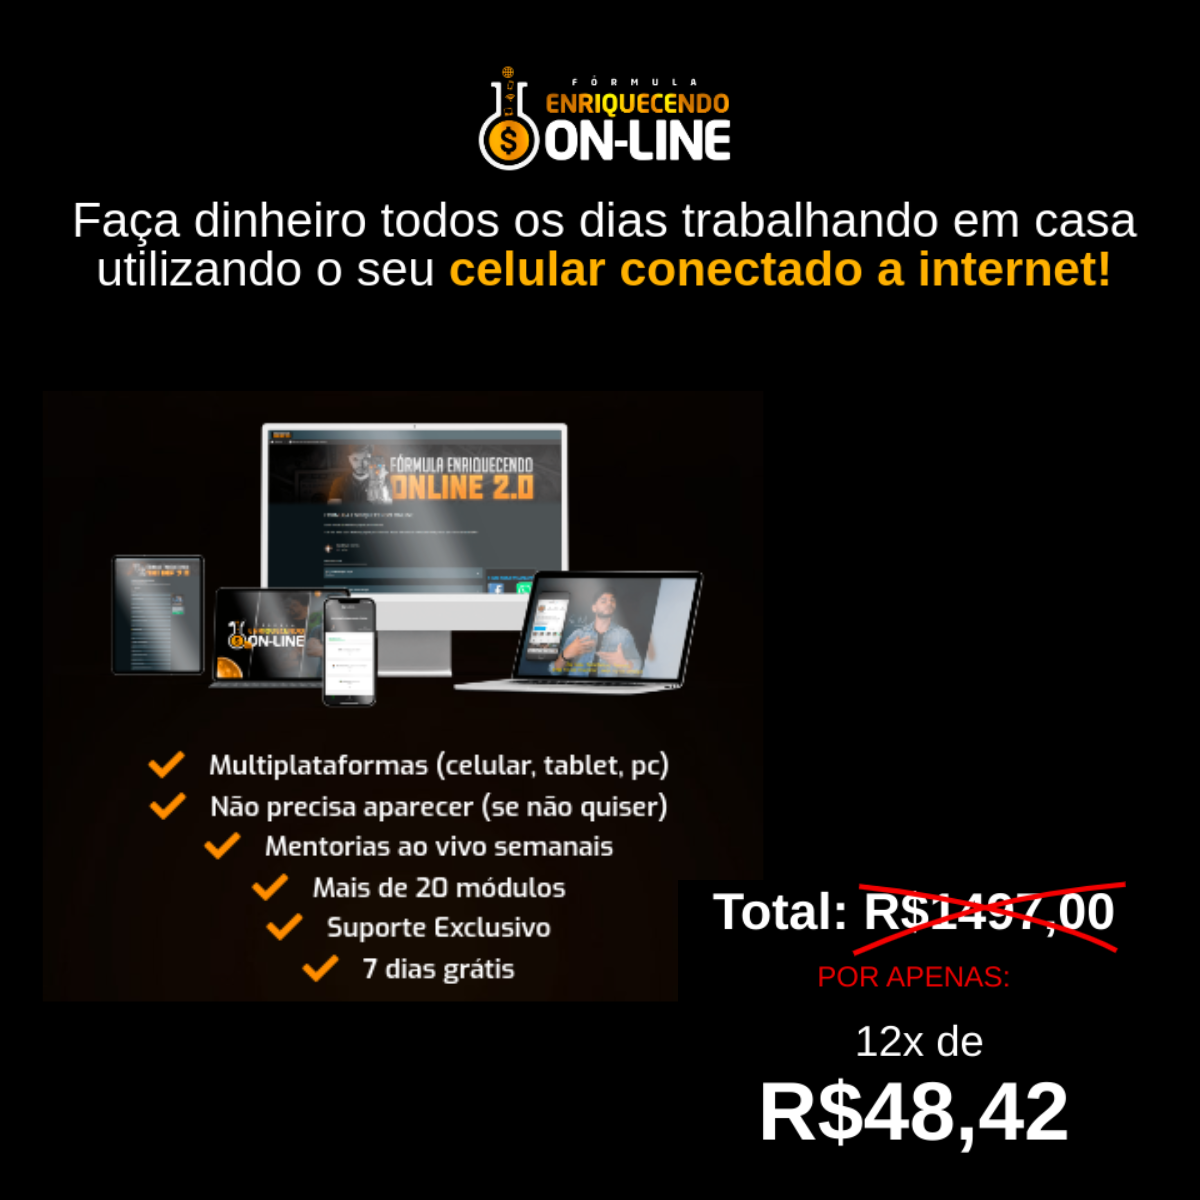 FÓRMULA
ENRIQUECENDO
ON-LINE
Faça dinheiro todos os dias trabalhando em casa
utilizando o seu celular conectado a internet!
FÓRMULA ENRIQUECENDO
ONLINE 2.0
ENRIQUECENDO
ON-LINE
Multiplataformas (celular, tablet, pc)
Não precisa aparecer (se não quiser)
Mentorias ao vivo semanais
Mais de 20 módulos
Suporte Exclusivo
7 dias grátis
Total: R$1497,00
POR APENAS:
12x de
R$48,42